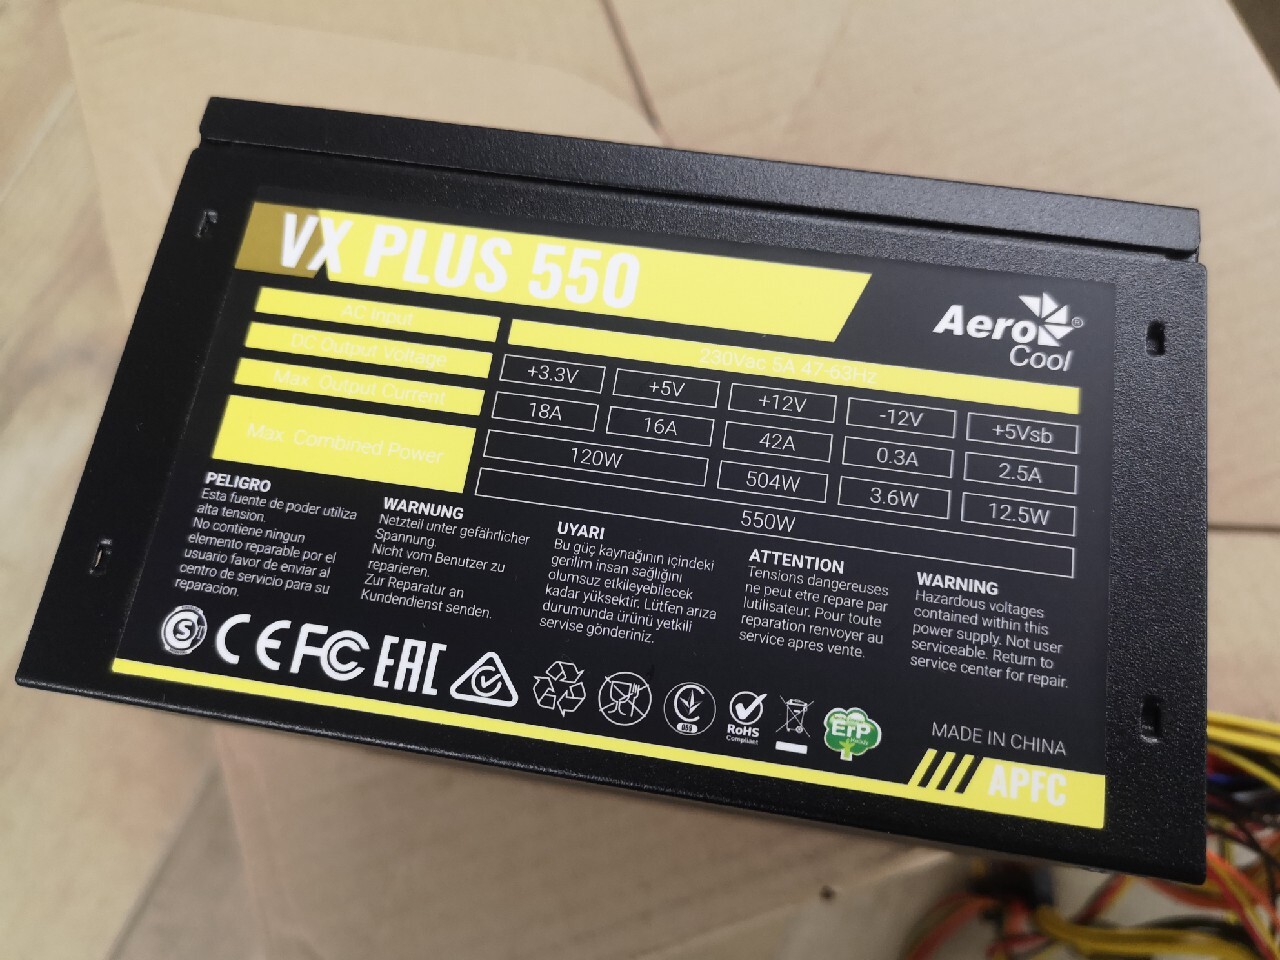 VX PLUS 550
Aero
Cool
AC Input
230Vac 5A 47-63Hz
DC Output Voltage
+3.3V +5V +12V -12V +5Vsb
Max. Output Current
18A 16A 42A 0.3A 2.5A
Max. Combined Power
120W 504W 3.6W 12.5W
550W
PELIGRO
Esta fuente de poder utiliza
alta tension.
No contiene ningun
elemento reparable por el
usuario favor de enviar al
centro de servicio para su
reparacion.
WARNUNG
Netzteil unter gefährlicher
Spannung.
Nicht vom Benutzer zu
reparieren.
Zur Reparatur an
Kundendienst senden.
UYARI
Bu güç kaynağının içindeki
gerilim insan sağlığını
olumsuz etkileyebilecek
kadar yüksektir. Lütfen arıza
durumunda ürünü yetkili
servise gönderiniz.
ATTENTION
Tensions dangereuses
ne peut etre repare par
lutilisateur. Pour toute
reparation renvoyer au
service apres vente.
WARNING
Hazardous voltages
contained within this
power supply. Not user
serviceable. Return to
service center for repair.
S CE FC EAC
RoHS
Compliant
ErP
MADE IN CHINA
APFC